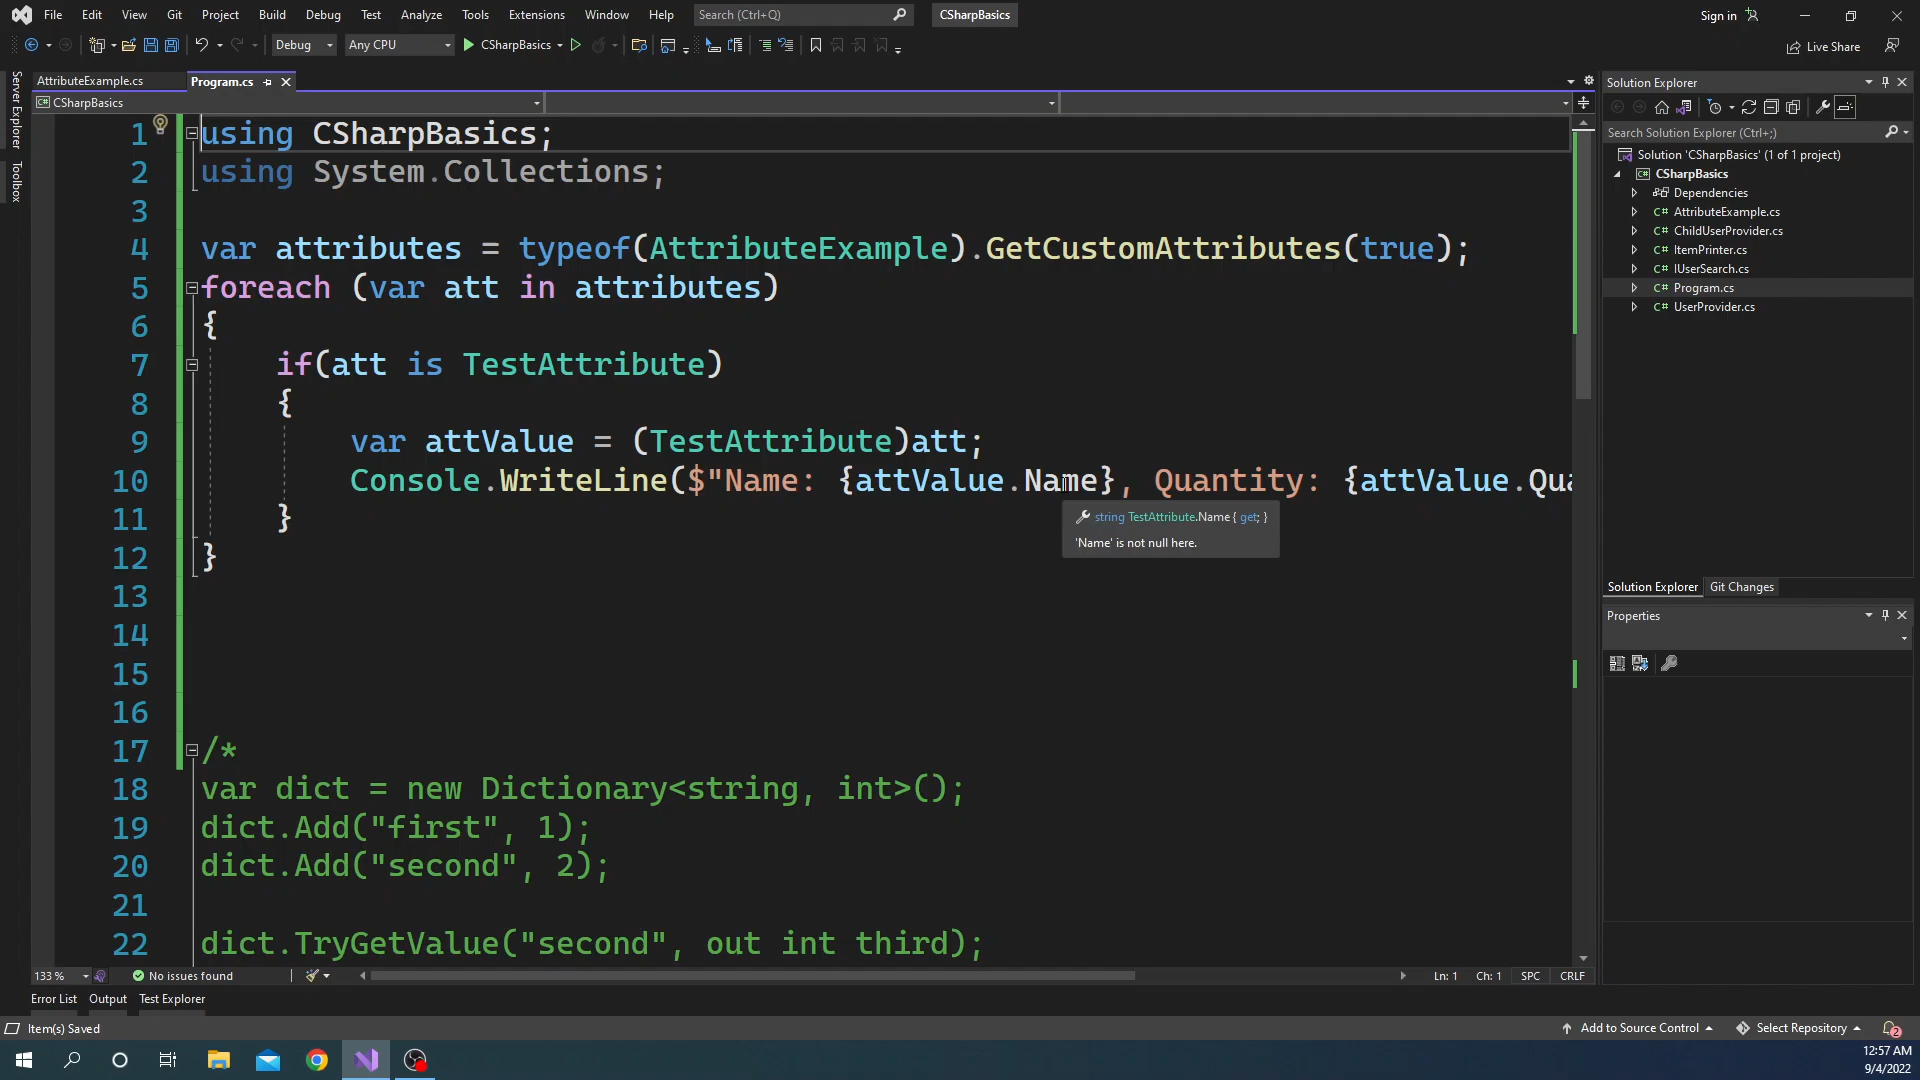 File Edit View Git Project Build Debug Test Analyze Tools Extensions Window Help Search (Ctrl+Q) CSharpBasics Sign in
Debug Any CPU CSharpBasics Live Share
Server Explorer
Toolbox
AttributeExample.cs Program.cs
CSharpBasics
1 using CSharpBasics;
2 using System.Collections;
3
4 var attributes = typeof(AttributeExample).GetCustomAttributes(true);
5 foreach (var att in attributes)
6 {
7 if(att is TestAttribute)
8 {
9 var attValue = (TestAttribute)att;
10 Console.WriteLine($"Name: {attValue.Name}, Quantity: {attValue.Qua
string TestAttribute.Name { get; }
'Name' is not null here.
11 }
12 }
13
14
15
16
17 /*
18 var dict = new Dictionary<string, int>();
19 dict.Add("first", 1);
20 dict.Add("second", 2);
21
22 dict.TryGetValue("second", out int third);
133 % No issues found Ln: 1 Ch: 1 SPC CRLF
Error List Output Test Explorer
Solution Explorer
Search Solution Explorer (Ctrl+;)
Solution 'CSharpBasics' (1 of 1 project)
C# CSharpBasics
Dependencies
C# AttributeExample.cs
C# ChildUserProvider.cs
C# ItemPrinter.cs
C# IUserSearch.cs
C# Program.cs
C# UserProvider.cs
Solution Explorer Git Changes
Properties
Item(s) Saved Add to Source Control Select Repository 2
12:57 AM
9/4/2022